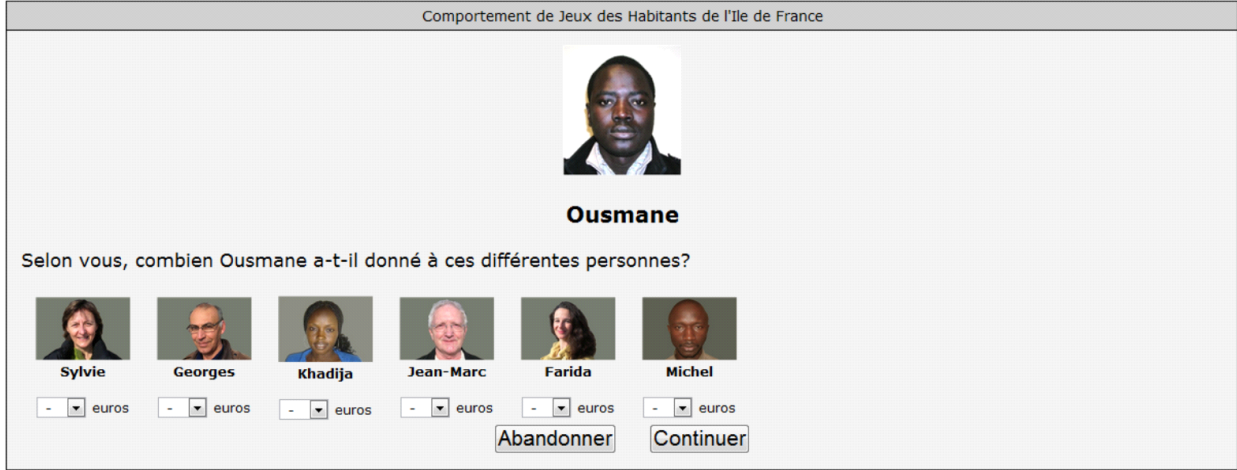 Comportement de Jeux des Habitants de l'Ile de France
Ousmane
Selon vous, combien Ousmane a-t-il donné à ces différentes personnes?
Sylvie Georges Khadija Jean-Marc Farida Michel
- euros - euros - euros - euros - euros - euros
Abandonner Continuer